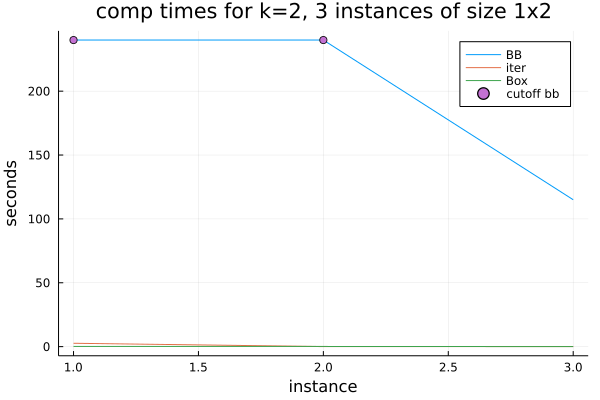 comp times for k=2, 3 instances of size 1x2
seconds
200
150
100
50
0
BB
iter
Box
cutoff bb
1.0 1.5 2.0 2.5 3.0
instance